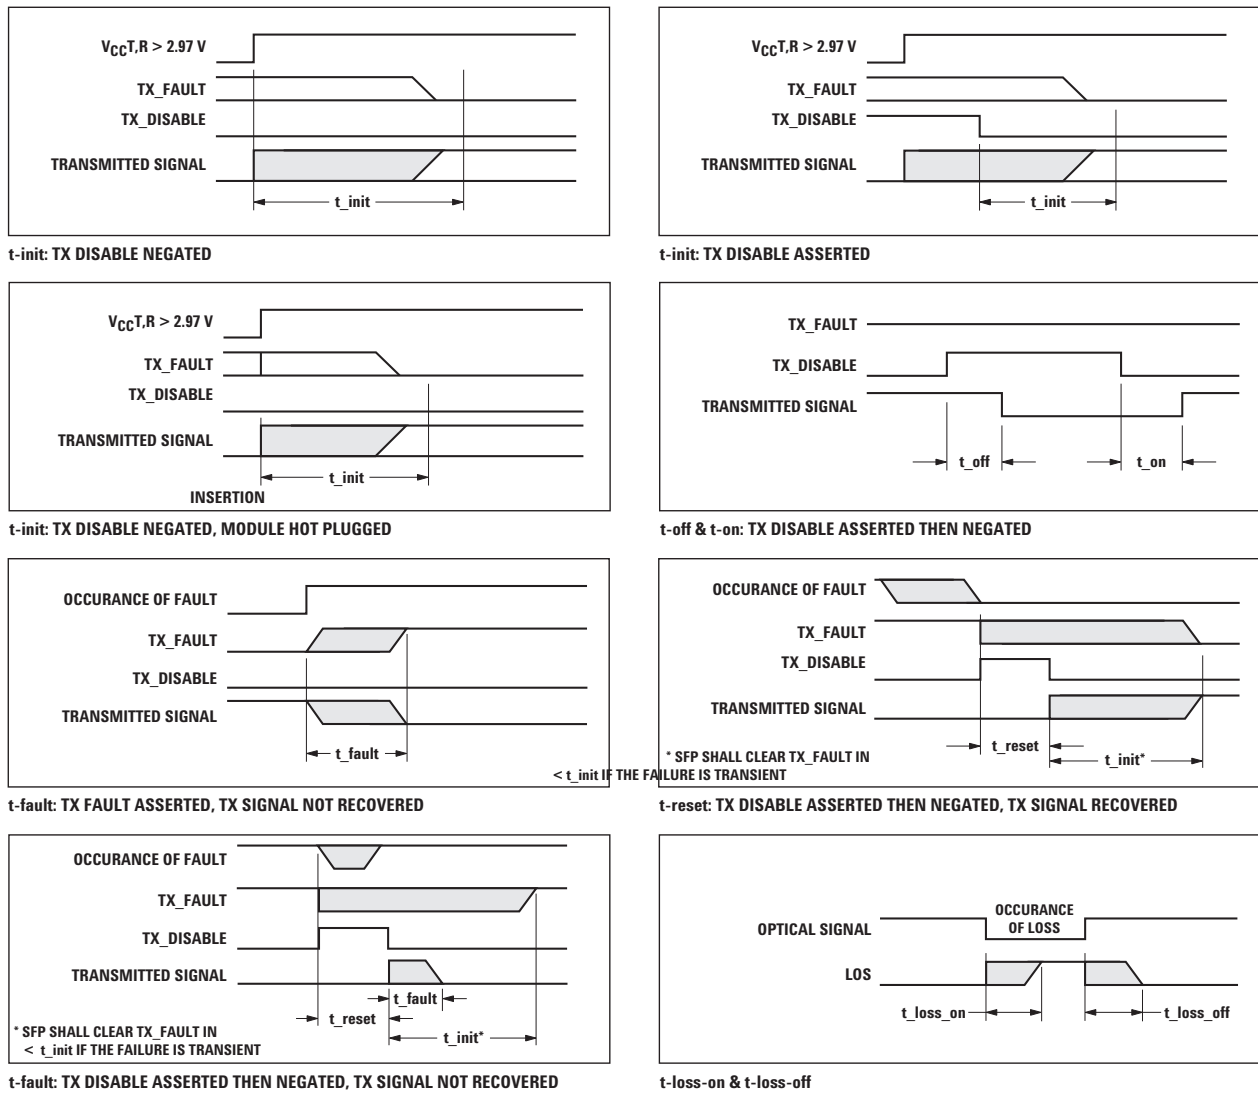 VCCT,R > 2.97 V
TX_FAULT
TX_DISABLE
TRANSMITTED SIGNAL
t_init
t-init: TX DISABLE NEGATED
VCCT,R > 2.97 V
TX_FAULT
TX_DISABLE
TRANSMITTED SIGNAL
t_init
t-init: TX DISABLE ASSERTED
VCCT,R > 2.97 V
TX_FAULT
TX_DISABLE
TRANSMITTED SIGNAL
t_init
INSERTION
t-init: TX DISABLE NEGATED, MODULE HOT PLUGGED
TX_FAULT
TX_DISABLE
TRANSMITTED SIGNAL
t_off
t_on
t-off & t-on: TX DISABLE ASSERTED THEN NEGATED
OCCURANCE OF FAULT
TX_FAULT
TX_DISABLE
TRANSMITTED SIGNAL
t_fault
t-fault: TX FAULT ASSERTED, TX SIGNAL NOT RECOVERED
OCCURANCE OF FAULT
TX_FAULT
TX_DISABLE
TRANSMITTED SIGNAL
t_reset
t_init*
* SFP SHALL CLEAR TX_FAULT IN
< t_init IF THE FAILURE IS TRANSIENT
t-reset: TX DISABLE ASSERTED THEN NEGATED, TX SIGNAL RECOVERED
OCCURANCE OF FAULT
TX_FAULT
TX_DISABLE
TRANSMITTED SIGNAL
t_fault
t_reset
t_init*
* SFP SHALL CLEAR TX_FAULT IN
< t_init IF THE FAILURE IS TRANSIENT
t-fault: TX DISABLE ASSERTED THEN NEGATED, TX SIGNAL NOT RECOVERED
OCCURANCE
OF LOSS
OPTICAL SIGNAL
LOS
t_loss_on
t_loss_off
t-loss-on & t-loss-off